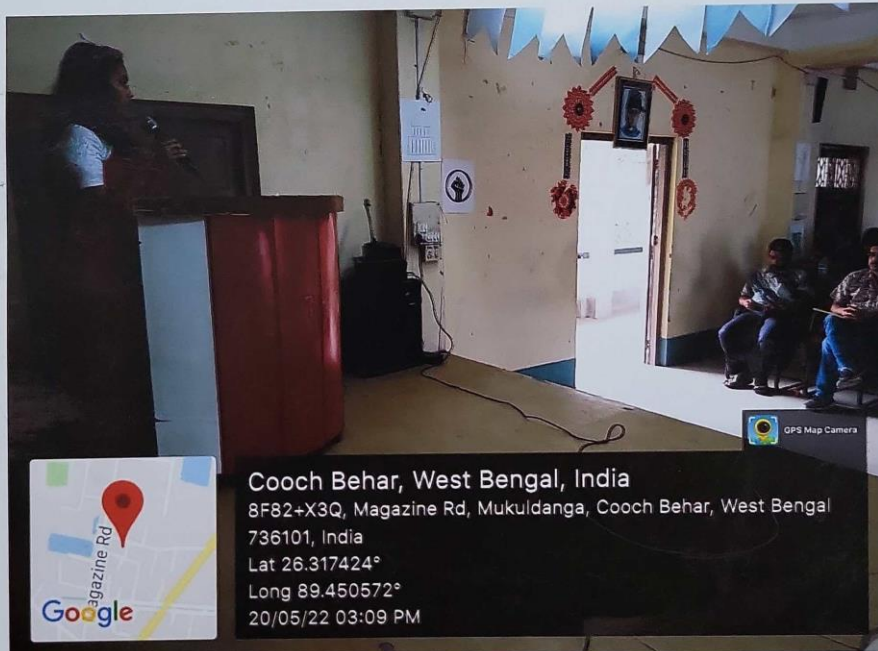 GPS Map Camera
Cooch Behar, West Bengal, India
8F82+X3Q, Magazine Rd, Mukuldanga, Cooch Behar, West Bengal
736101, India
Lat 26.317424°
Long 89.450572°
20/05/22 03:09 PM
agazine Rd
Google